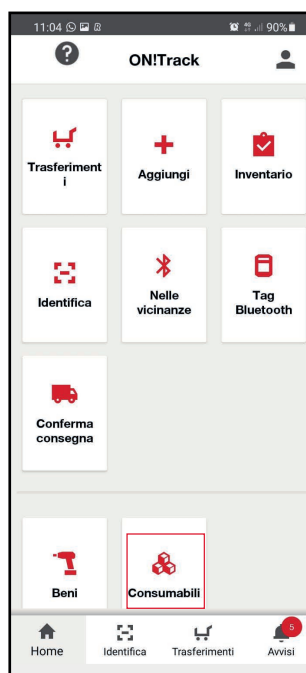 11:04 90%
? ON!Track
Trasferiment
i
Aggiungi
Inventario
Identifica
Nelle
vicinanze
Tag
Bluetooth
Conferma
consegna
Beni
Consumabili
5
Home Identifica Trasferimenti Avvisi